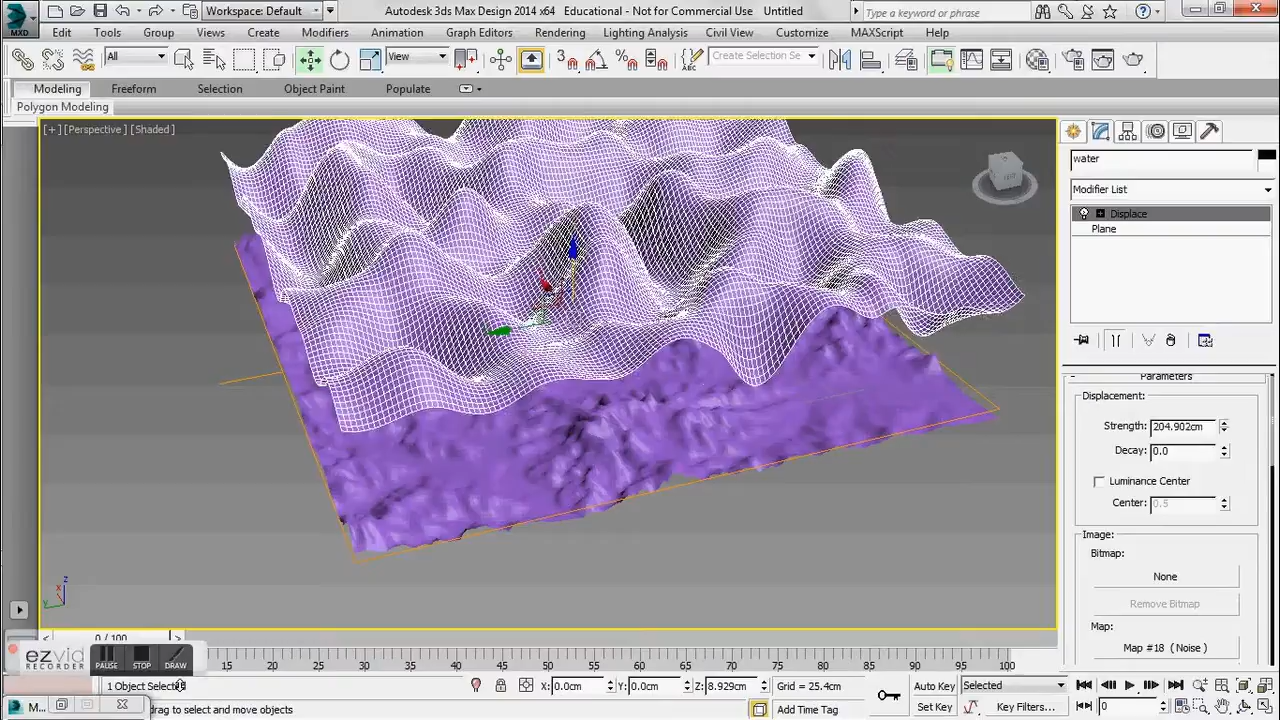 MXD Workspace: Default Autodesk 3ds Max Design 2014 x64 Educational - Not for Commercial Use Untitled Type a keyword or phrase
Edit Tools Group Views Create Modifiers Animation Graph Editors Rendering Lighting Analysis Civil View Customize MAXScript Help
All View 3 Create Selection Se
Modeling Freeform Selection Object Paint Populate
Polygon Modeling
[+] [Perspective] [Shaded]
water
Modifier List
Displace
Plane
Parameters
Displacement:
Strength: 204.902cm
Decay: 0.0
Luminance Center
Center: 0.5
Image:
Bitmap:
None
Remove Bitmap
Map:
Map #18 ( Noise )
z
x
y
0 / 100
ezvid
RECORDER
PAUSE STOP DRAW
15 20 25 30 35 40 45 50 55 60 65 70 75 80 85 90 95 100
1 Object Selected X: 0.0cm Y: 0.0cm Z: 8.929cm Grid = 25.4cm Auto Key Selected
M... drag to select and move objects Add Time Tag Set Key Key Filters... 0